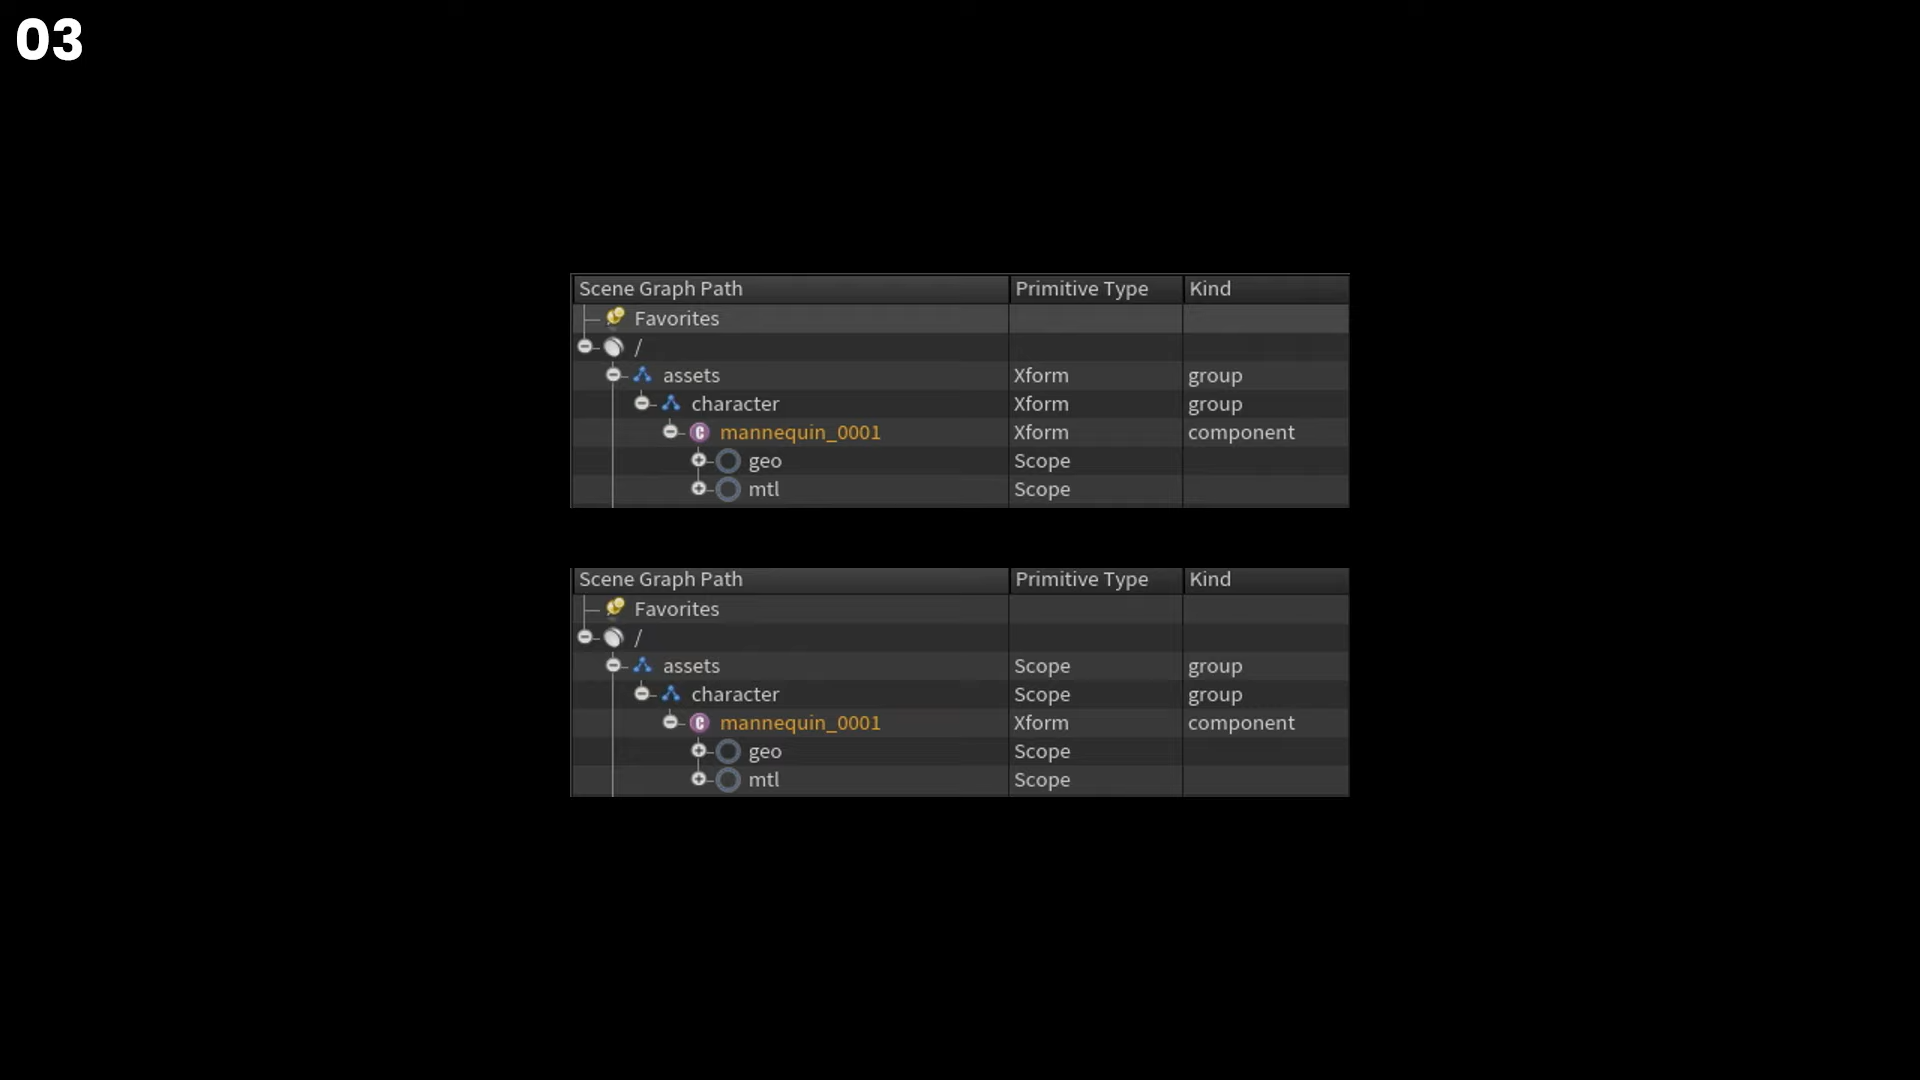 03
Scene Graph Path Primitive Type Kind
Favorites
/
assets Xform group
character Xform group
mannequin_0001 Xform component
geo Scope
mtl Scope
Scene Graph Path Primitive Type Kind
Favorites
/
assets Scope group
character Scope group
mannequin_0001 Xform component
geo Scope
mtl Scope